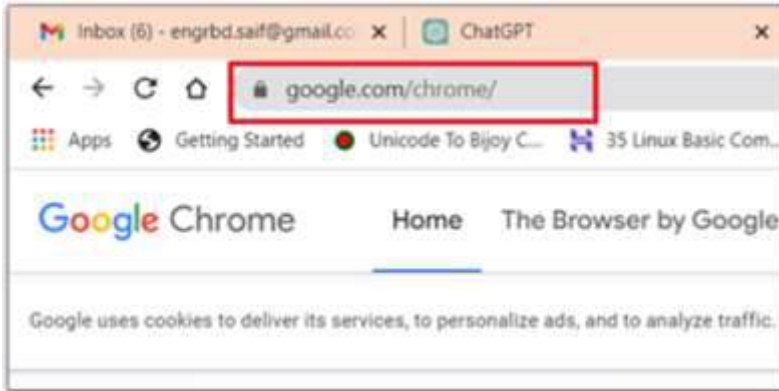 Inbox (6) - engrbd.saif@gmail.co ChatGPT
google.com/chrome/
Apps Getting Started Unicode To Bijoy C... 35 Linux Basic Com...
Google Chrome Home The Browser by Google
Google uses cookies to deliver its services, to personalize ads, and to analyze traffic.